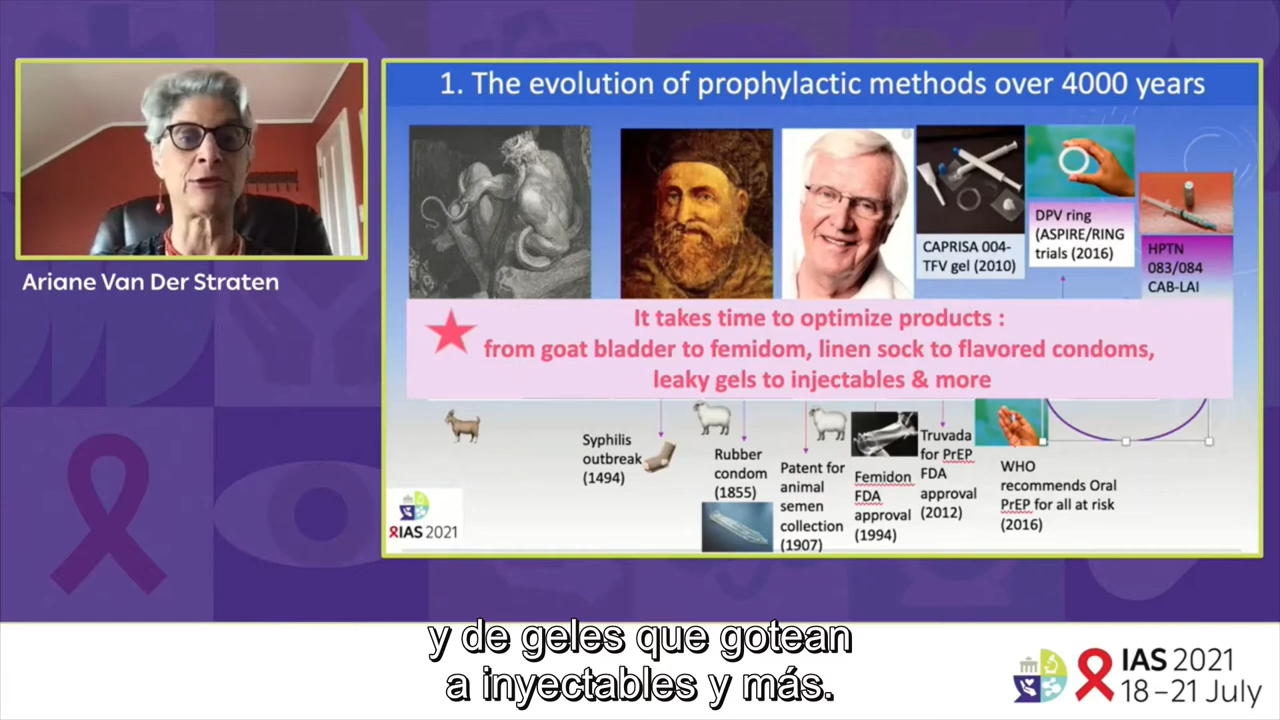 Ariane Van Der Straten
1. The evolution of prophylactic methods over 4000 years
CAPRISA 004-
TFV gel (2010)
DPV ring
(ASPIRE/RING
trials (2016)
HPTN
083/084
CAB-LAI
It takes time to optimize products :
from goat bladder to femidom, linen sock to flavored condoms,
leaky gels to injectables & more
Syphilis
outbreak
(1494)
Rubber
condom
(1855)
Patent for
animal
semen
collection
(1907)
Femidon
FDA
approval
(1994)
Truvada
for PrEP
FDA
approval
(2012)
WHO
recommends Oral
PrEP for all at risk
(2016)
IAS 2021
y de geles que gotean
a inyectables y más.
IAS 2021
18 – 21 July